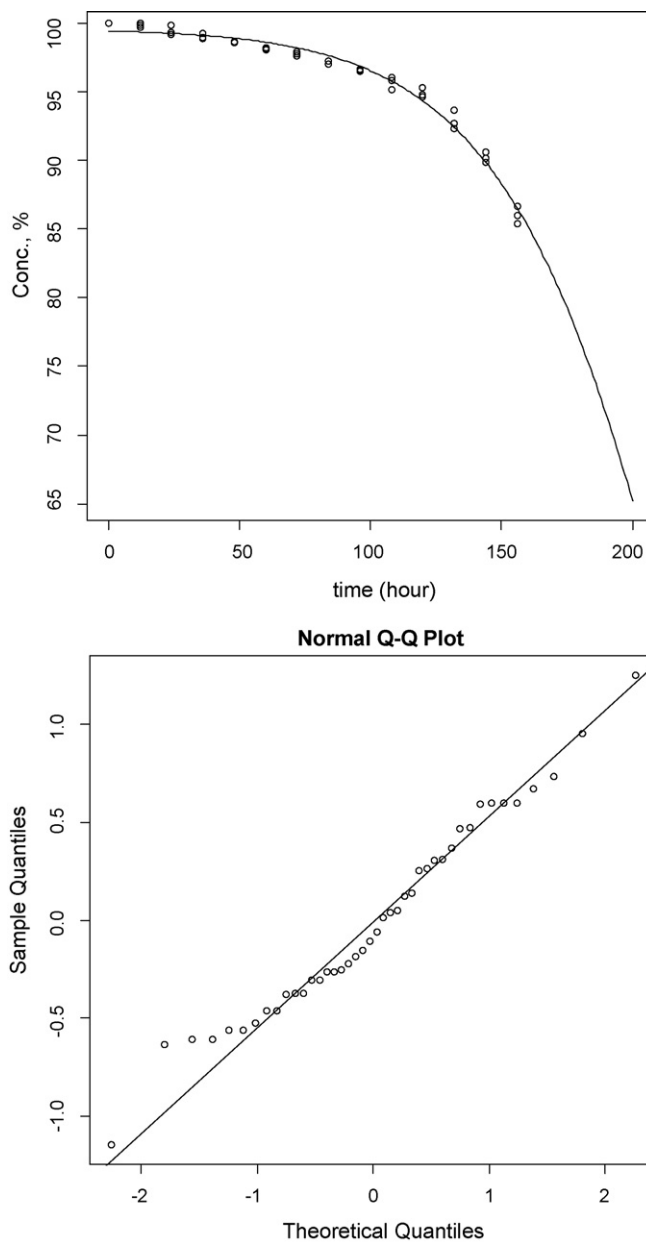 100
95
90
85
80
75
70
65
Conc., %
0 50 100 150 200
time (hour)
Normal Q-Q Plot
1.0
0.5
0.0
-0.5
-1.0
Sample Quantiles
-2 -1 0 1 2
Theoretical Quantiles